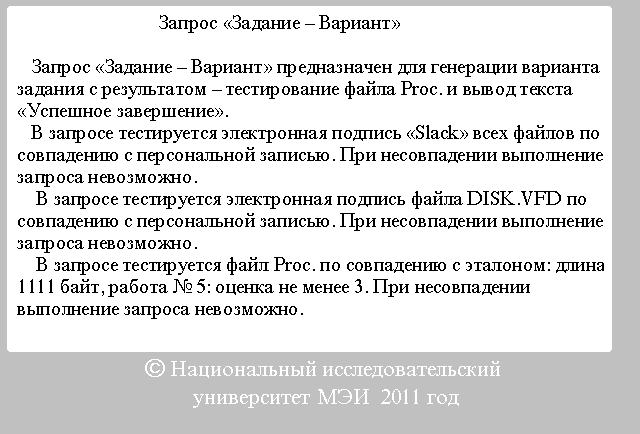 Запрос «Задание – Вариант»
Запрос «Задание – Вариант» предназначен для генерации варианта
задания с результатом – тестирование файла Proc. и вывод текста
«Успешное завершение».
В запросе тестируется электронная подпись «Slack» всех файлов по
совпадению с персональной записью. При несовпадении выполнение
запроса невозможно.
В запросе тестируется электронная подпись файла DISK.VFD по
совпадению с персональной записью. При несовпадении выполнение
запроса невозможно.
В запросе тестируется файл Proc. по совпадению с эталоном: длина
1111 байт, работа № 5: оценка не менее 3. При несовпадении
выполнение запроса невозможно.
© Национальный исследовательский
университет МЭИ 2011 год